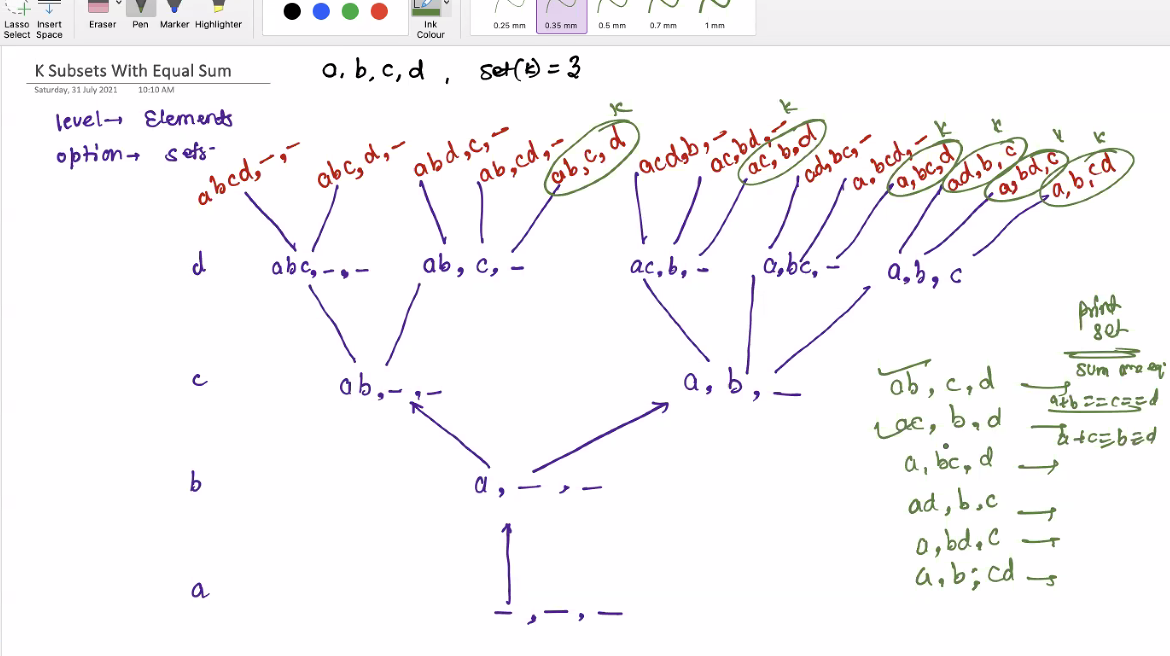 Lasso Select
Insert Space
Eraser
Pen
Marker
Highlighter
Ink Colour
0.25 mm
0.35 mm
0.5 mm
0.7 mm
1 mm
K Subsets With Equal Sum
Saturday, 31 July 2021 10:10 AM
a, b, c, d , set(k) = 3
level→ Elements
option→ sets-
abcd, -, -
abc, d, -
abd, c, -
ab, cd, -
ab, c, d
k
acd, b, -
ac, bd, -
ac, b, d
k
ad, bc, -
a, bcd, -
a, bc, d
k
ad, b, c
k
a, bd, c
k
a, b, cd
k
d
abc, -, -
ab, c, -
ac, b, -
a, bc, -
a, b, c
c
ab, -, -
a, b, -
b
a, -, -
a
-, -, -
print set
sum are eq
ab, c, d →
a+b == c == d
ac, b, d →
a+c = b = d
a, bc, d →
ad, b, c →
a, bd, c →
a, b, cd →